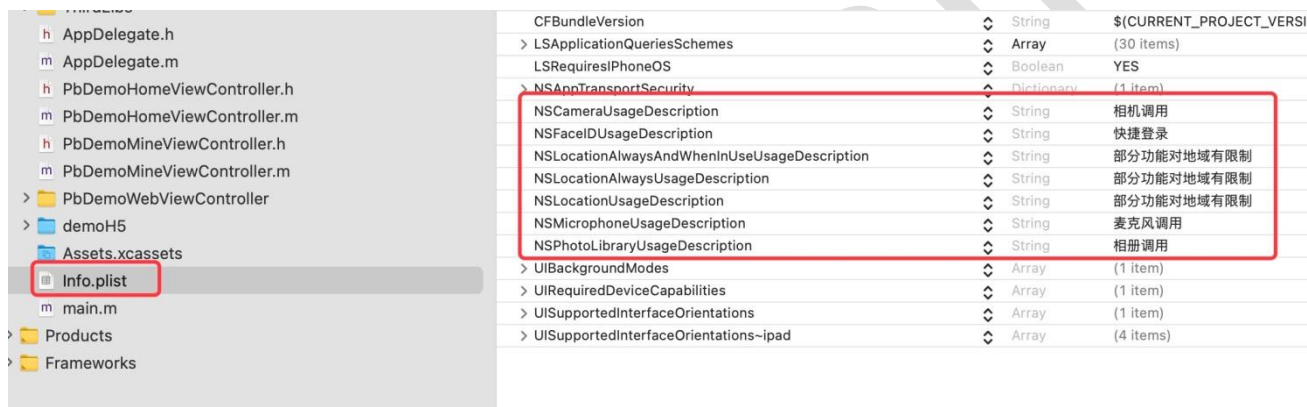 AppDelegate.h
AppDelegate.m
PbDemoHomeViewController.h
PbDemoHomeViewController.m
PbDemoMineViewController.h
PbDemoMineViewController.m
PbDemoWebViewController
demoH5
Assets.xcassets
Info.plist
main.m
Products
Frameworks
CFBundleVersion String $(CURRENT_PROJECT_VERSI
LSApplicationQueriesSchemes Array (30 items)
LSRequiresIPhoneOS Boolean YES
NSAppTransportSecurity Dictionary (1 item)
NSCameraUsageDescription String 相机调用
NSFaceIDUsageDescription String 快捷登录
NSLocationAlwaysAndWhenInUseUsageDescription String 部分功能对地域有限制
NSLocationAlwaysUsageDescription String 部分功能对地域有限制
NSLocationUsageDescription String 部分功能对地域有限制
NSMicrophoneUsageDescription String 麦克风调用
NSPhotoLibraryUsageDescription String 相册调用
UIBackgroundModes Array (1 item)
UIRequiredDeviceCapabilities Array (1 item)
UISupportedInterfaceOrientations Array (1 item)
UISupportedInterfaceOrientations~ipad Array (4 items)